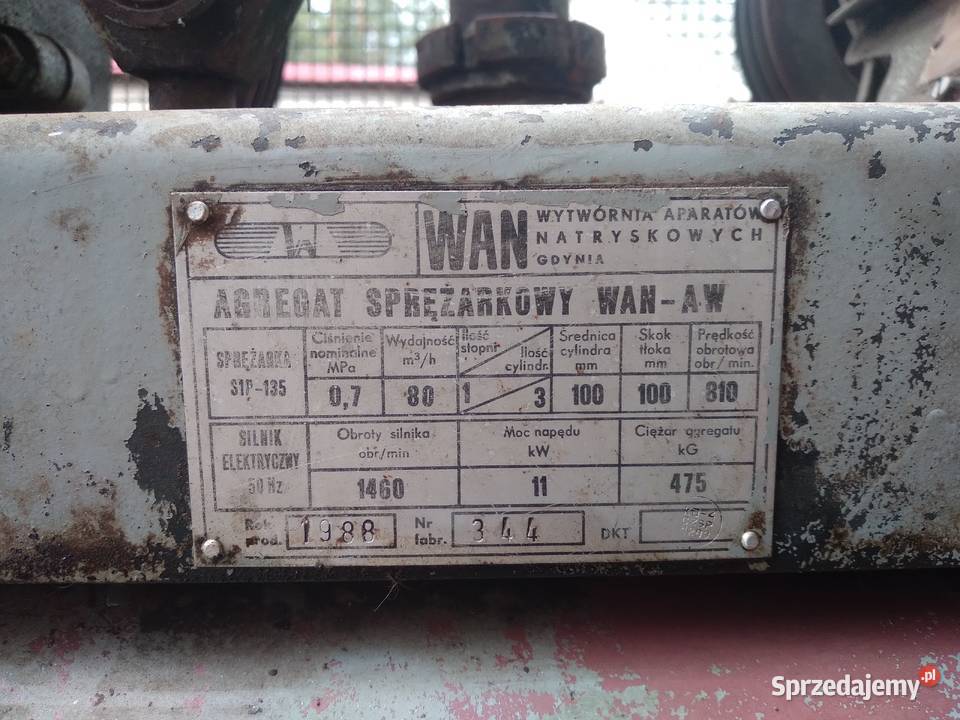 W
WAN
WYTWÓRNIA APARATÓW
NATRYSKOWYCH
GDYNIA
AGREGAT SPRĘŻARKOWY WAN-AW
SPRĘŻARKA
S1P-135
Ciśnienie
nominalne
MPa
Wydajność
m³/h
Ilość
stopni
Ilość
cylindr.
Średnica
cylindra
mm
Skok
tłoka
mm
Prędkość
obrotowa
obr/min.
0,7
80
1
3
100
100
810
SILNIK
ELEKTRYCZNY
50 Hz
Obroty silnika
obr/min
Moc napędu
kW
Ciężar agregatu
kG
1460
11
475
Rok
prod.
1988
Nr
fabr.
344
DKT
Sprzedajemy.pl